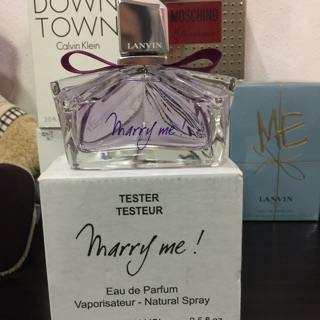 DOWN
TOWN
Calvin Klein
LANVIN
MOSCHINO
marry me!
ME
LANVIN
TESTER
TESTEUR
marry me!
Eau de Parfum
Vaporisateur - Natural Spray